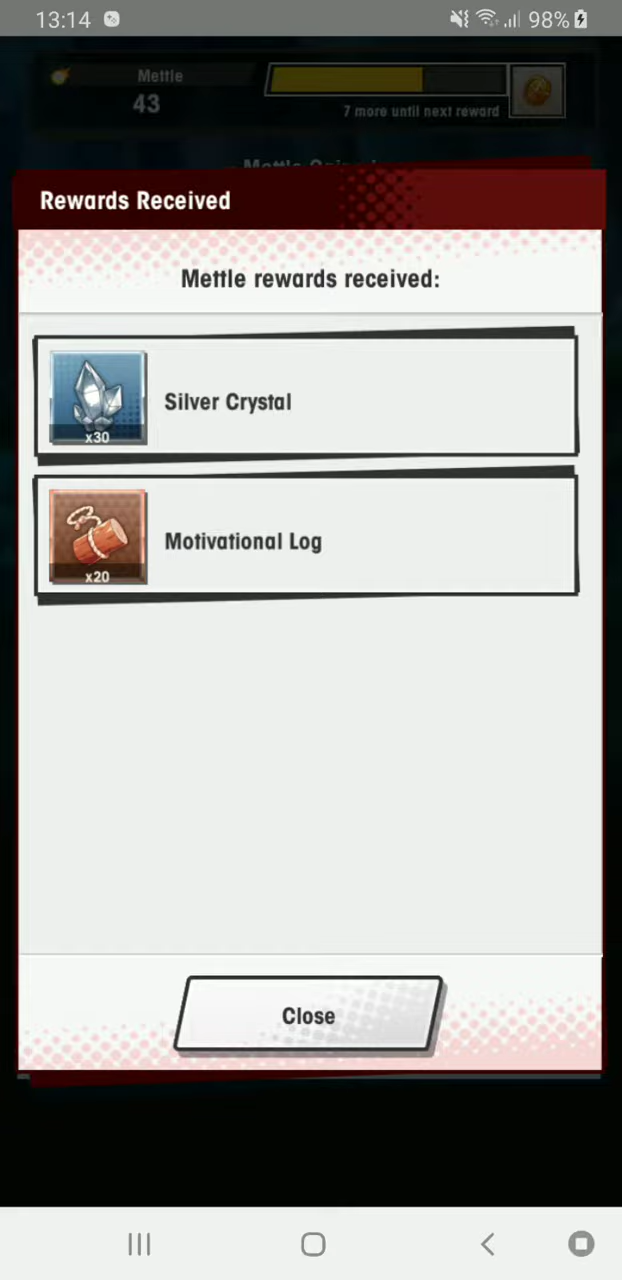 13:14
98%
Mettle
43
7 more until next reward
Rewards Received
Mettle rewards received:
x30
Silver Crystal
x20
Motivational Log
Close